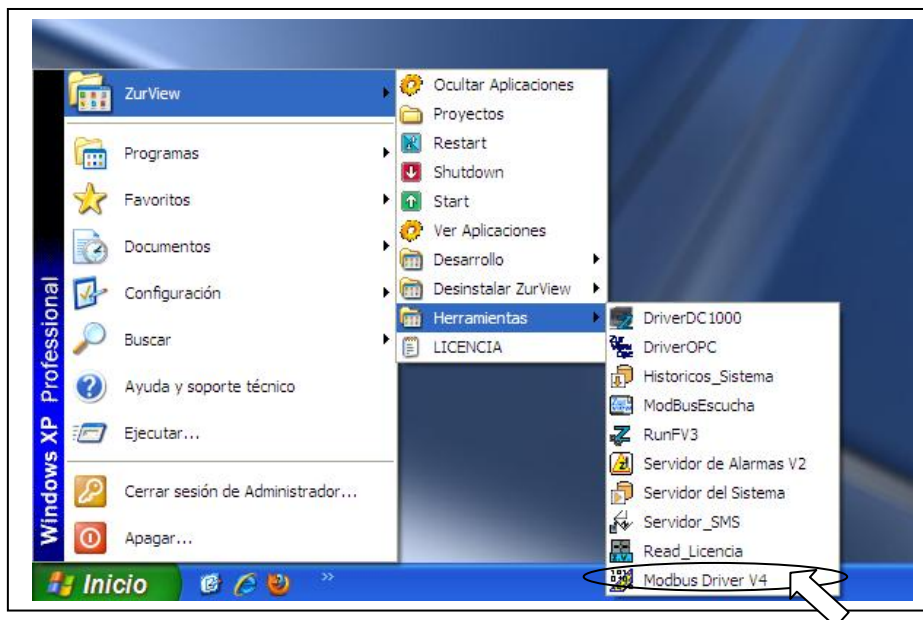 ZurView
Programas
Favoritos
Documentos
Configuración
Buscar
Ayuda y soporte técnico
Ejecutar...
Cerrar sesión de Administrador...
Apagar...
Windows XP Professional
Inicio
»
Ocultar Aplicaciones
Proyectos
Restart
Shutdown
Start
Ver Aplicaciones
Desarrollo
Desinstalar ZurView
Herramientas
LICENCIA
DriverDC1000
DriverOPC
Historicos_Sistema
ModBusEscucha
RunFV3
Servidor de Alarmas V2
Servidor del Sistema
Servidor_SMS
Read_Licencia
Modbus Driver V4